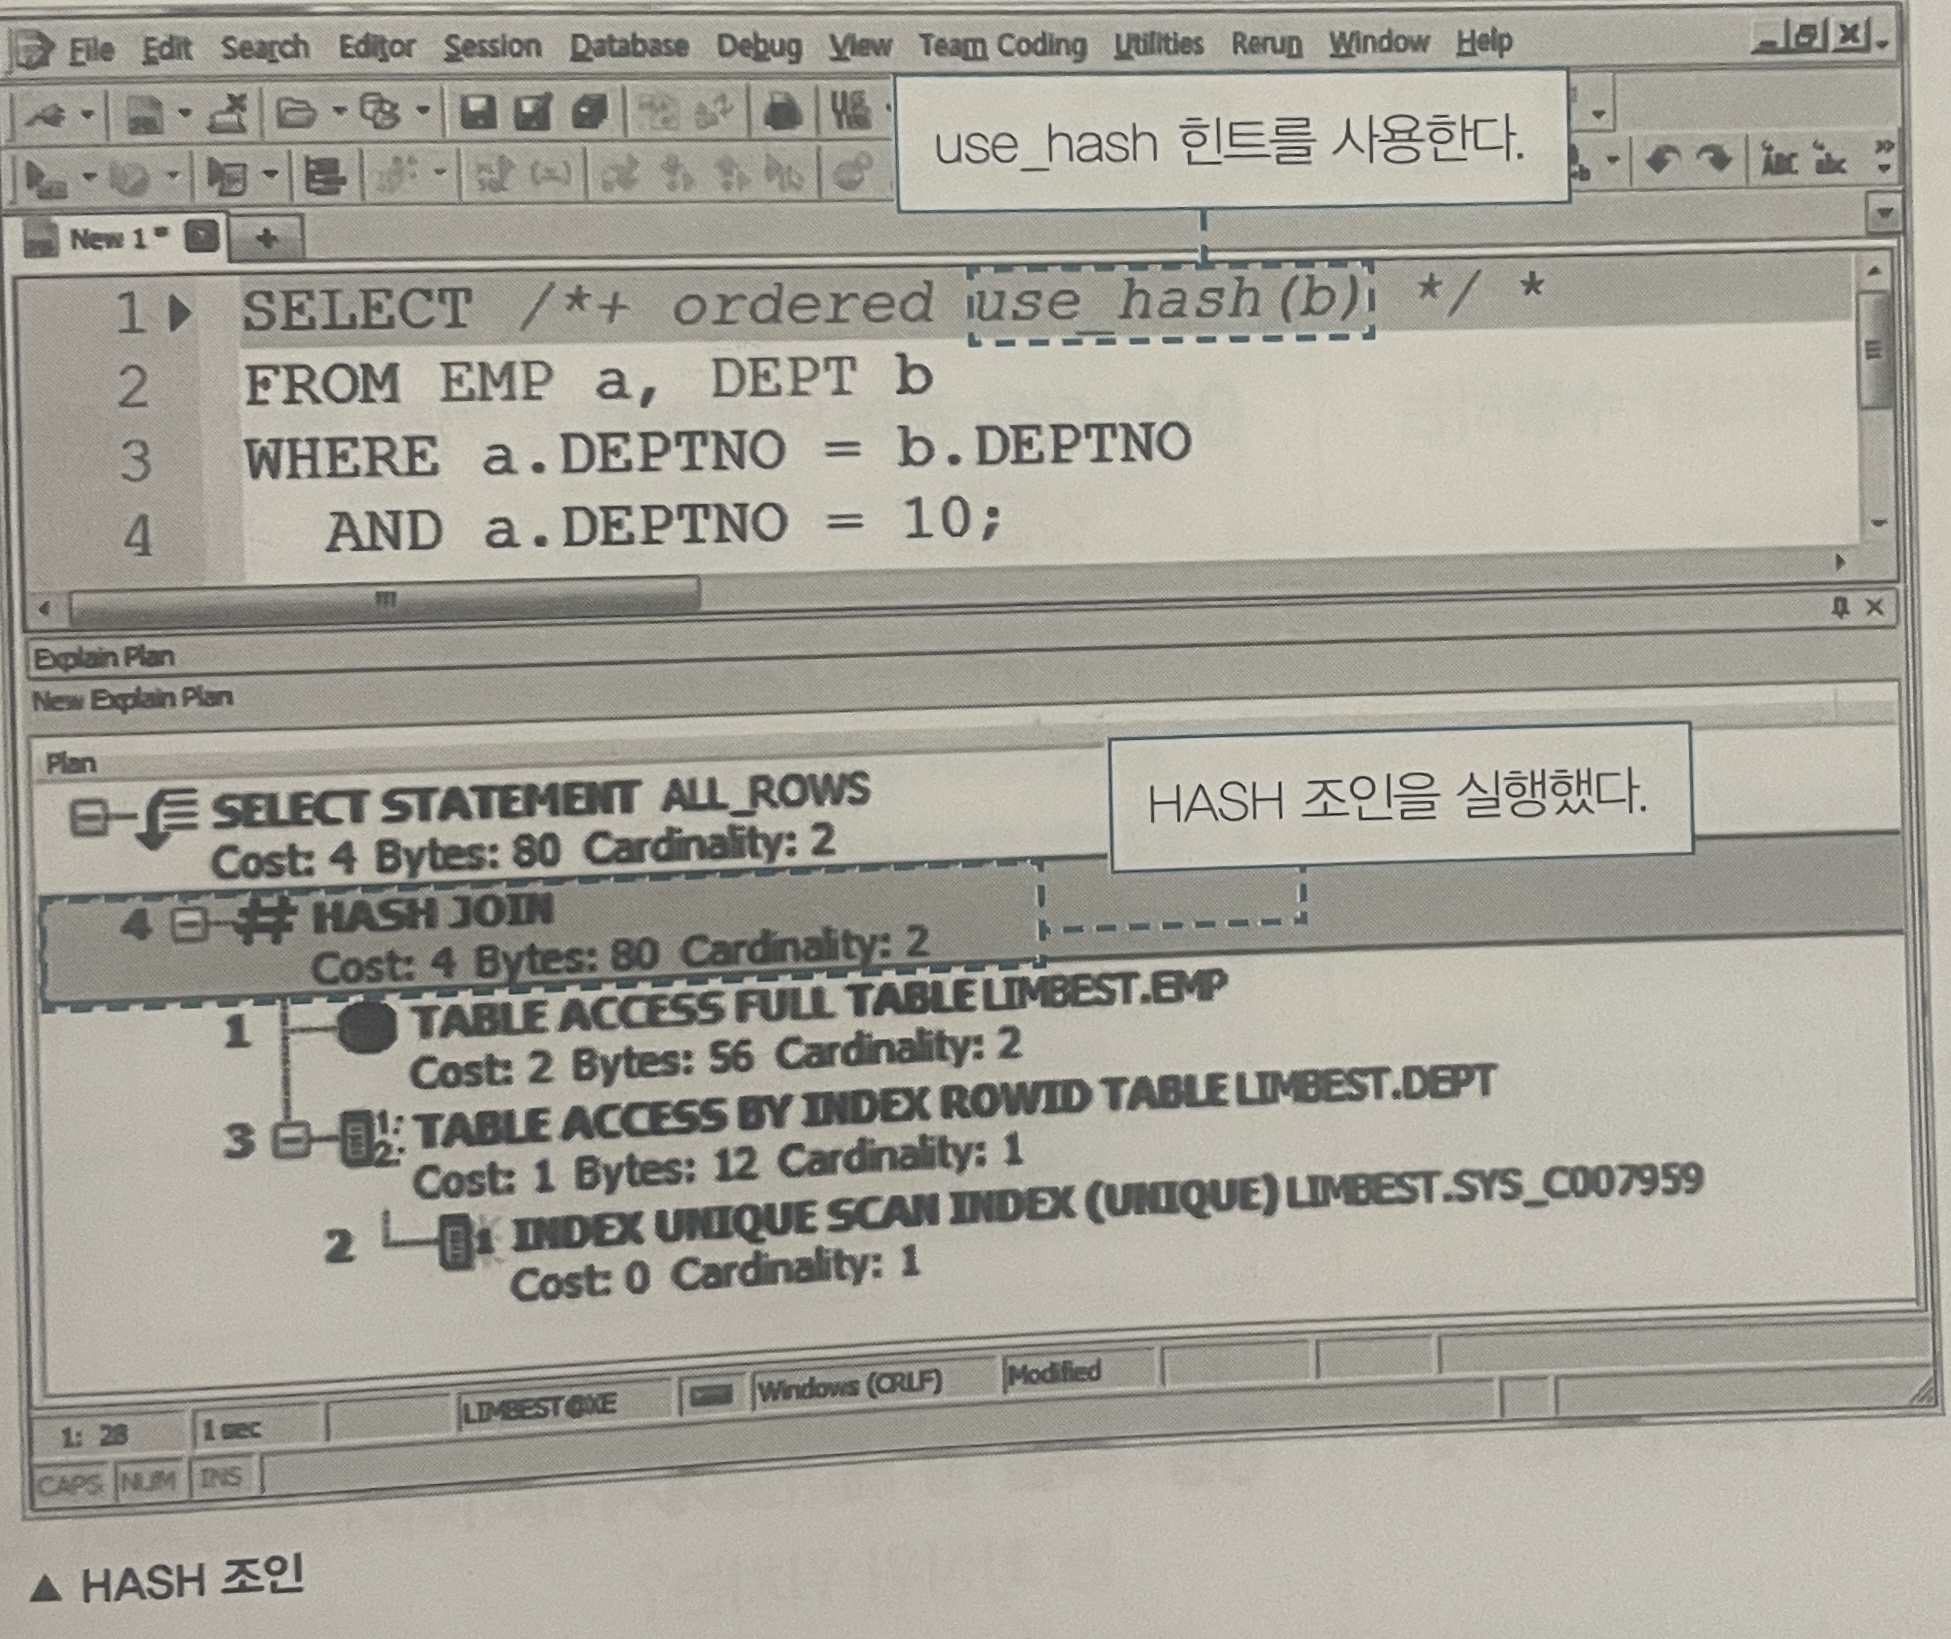 File Edit Search Editor Session Database Debug View Team Coding Utilities Rerun Window Help
use_hash 힌트를 사용한다.
New 1 *
+
1 SELECT /*+ ordered use_hash(b) */ *
2 FROM EMP a, DEPT b
3 WHERE a.DEPTNO = b.DEPTNO
4 AND a.DEPTNO = 10;
Explain Plan
New Explain Plan
Plan
HASH 조인을 실행했다.
SELECT STATEMENT ALL_ROWS
Cost: 4 Bytes: 80 Cardinality: 2
4 HASH JOIN
Cost: 4 Bytes: 80 Cardinality: 2
1 TABLE ACCESS FULL TABLE LIMBEST.EMP
Cost: 2 Bytes: 56 Cardinality: 2
3 TABLE ACCESS BY INDEX ROWID TABLE LIMBEST.DEPT
Cost: 1 Bytes: 12 Cardinality: 1
2 INDEX UNIQUE SCAN INDEX (UNIQUE) LIMBEST.SYS_C007959
Cost: 0 Cardinality: 1
1: 28 1 sec LIMBEST@XE Windows (CRLF) Modified
CAPS NUM INS
▲ HASH 조인